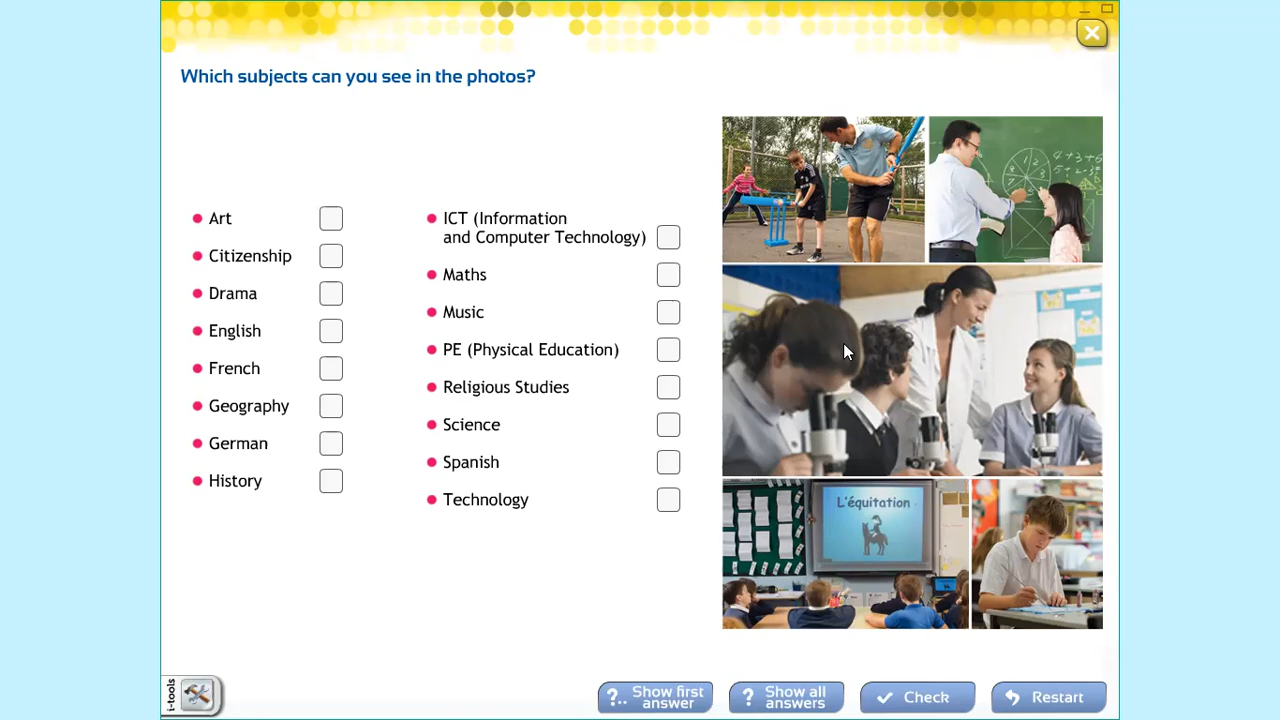 Which subjects can you see in the photos?
Art
Citizenship
Drama
English
French
Geography
German
History
ICT (Information
and Computer Technology)
Maths
Music
PE (Physical Education)
Religious Studies
Science
Spanish
Technology
L'équitation
i-tools
?.. Show first
answer
? Show all
answers
Check
Restart